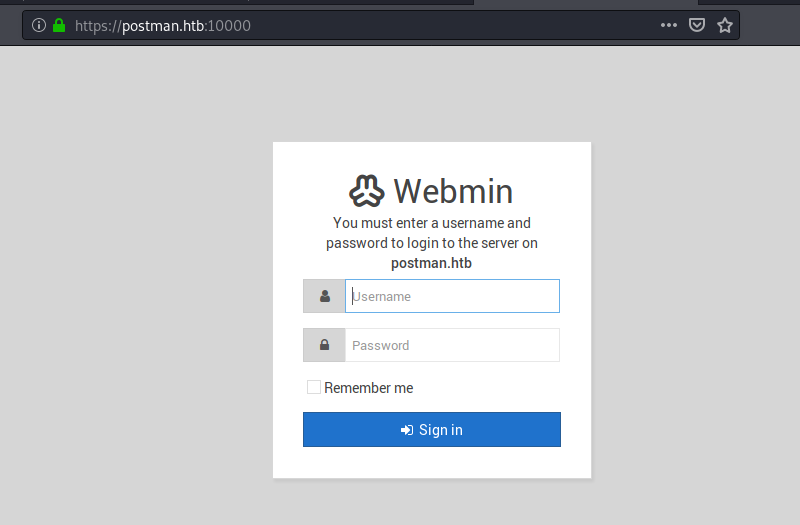 https://postman.htb:10000
Webmin
You must enter a username and
password to login to the server on
postman.htb
Username
Password
Remember me
Sign in